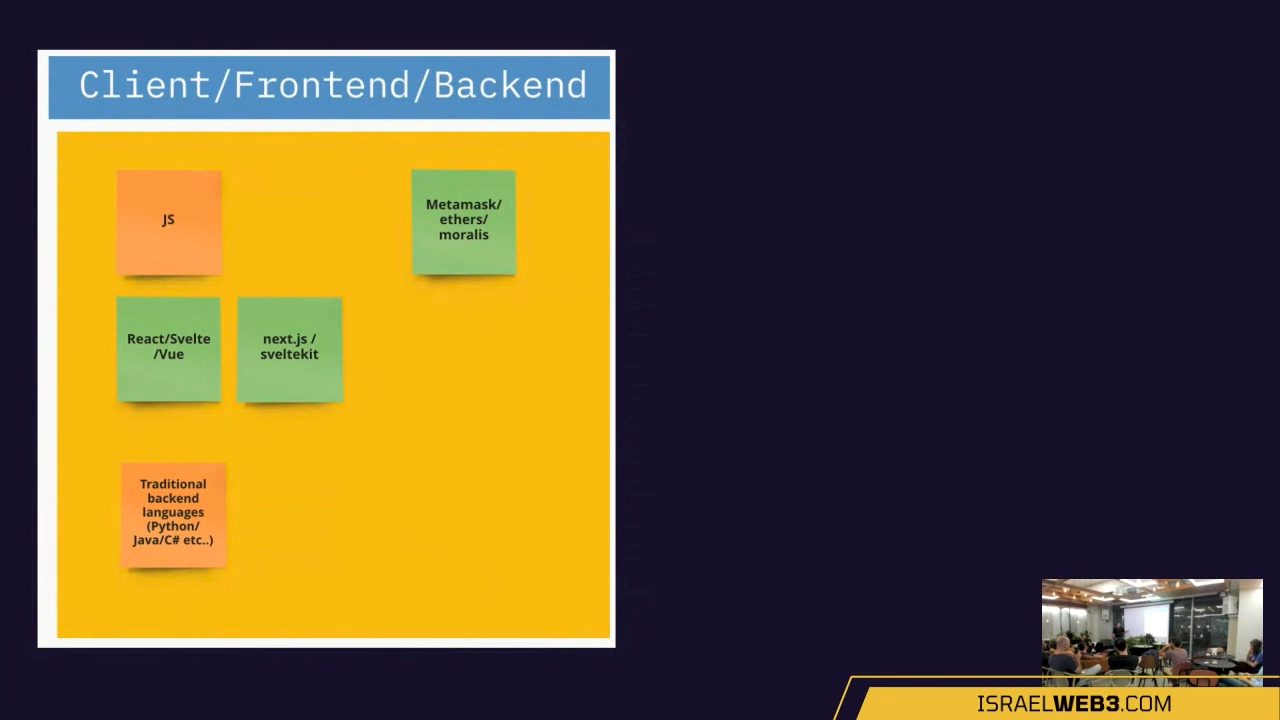 Client/Frontend/Backend
JS
Metamask/
ethers/
moralis
React/Svelte
/Vue
next.js /
sveltekit
Traditional
backend
languages
(Python/
Java/C# etc..)
ISRAELWEB3.COM